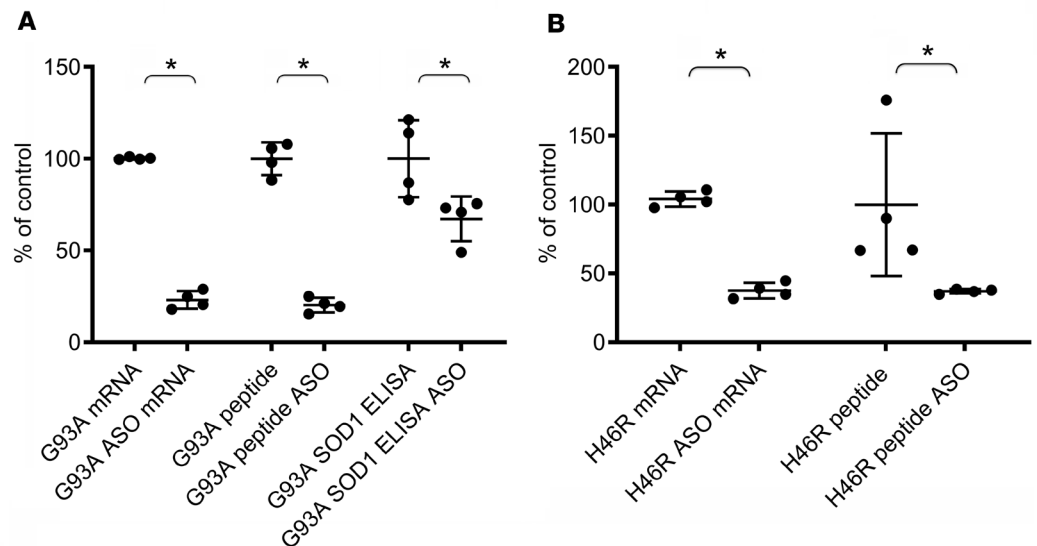 A
% of control
150
100
50
0
*
*
*
G93A mRNA
G93A ASO mRNA
G93A peptide
G93A peptide ASO
G93A SOD1 ELISA
G93A SOD1 ELISA ASO
B
% of control
200
150
100
50
0
*
*
H46R mRNA
H46R ASO mRNA
H46R peptide
H46R peptide ASO